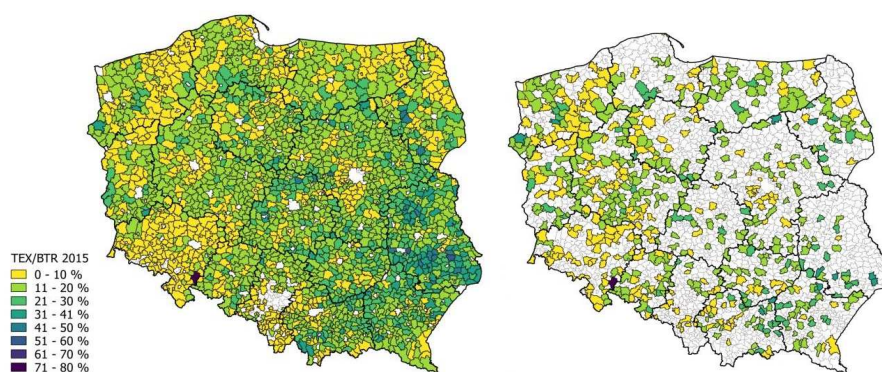 TEX/BTR 2015
0 - 10 %
11 - 20 %
21 - 30 %
31 - 41 %
41 - 50 %
51 - 60 %
61 - 70 %
71 - 80 %